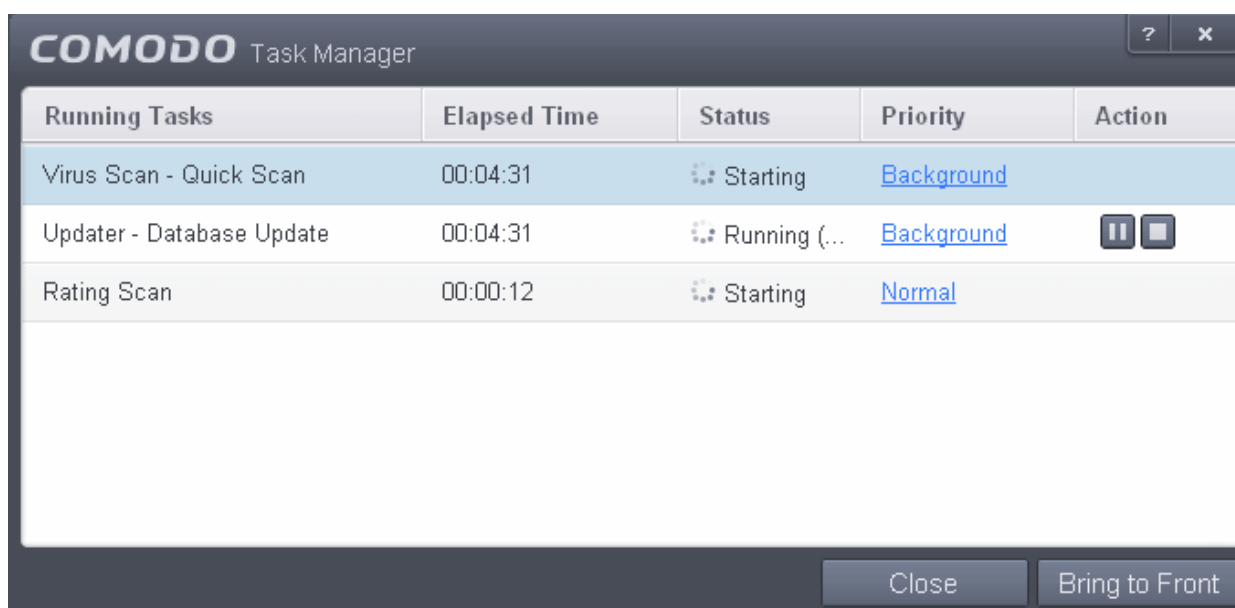 COMODO Task Manager ? x
Running Tasks Elapsed Time Status Priority Action
Virus Scan - Quick Scan 00:04:31 Starting Background
Updater - Database Update 00:04:31 Running (... Background
Rating Scan 00:00:12 Starting Normal
Close Bring to Front